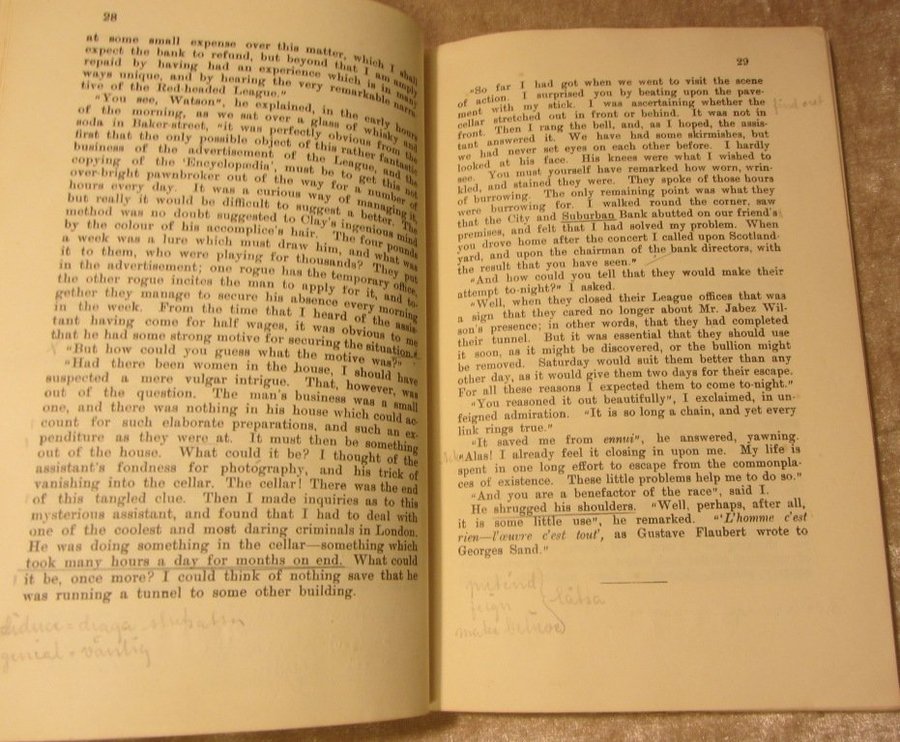 28
at some small expense over this matter, which I shall
expect the bank to refund, but beyond that I am amply
repaid by having had an experience which is in many
ways unique, and by hearing the very remarkable narra-
tive of the Red-headed League."
"You see, Watson", he explained, in the early hours
of the morning, as we sat over a glass of whisky and
soda in Baker-street, "it was perfectly obvious from the
first that the only possible object of this rather fantastic
business of the advertisement of the League, and the
copying of the 'Encyclopædia', must be to get this not
over-bright pawnbroker out of the way for a number of
hours every day. It was a curious way of managing it,
but really it would be difficult to suggest a better. The
method was no doubt suggested to Clay's ingenious mind
by the colour of his accomplice's hair. The four pounds
a week was a lure which must draw him, and what was
it to them, who were playing for thousands? They put
in the advertisement; one rogue has the temporary office,
the other rogue incites the man to apply for it, and to-
gether they manage to secure his absence every morning
in the week. From the time that I heard of the assis-
tant having come for half wages, it was obvious to me
that he had some strong motive for securing the situation."
"But how could you guess what the motive was?"
"Had there been women in the house, I should have
suspected a mere vulgar intrigue. That, however, was
out of the question. The man's business was a small
one, and there was nothing in his house which could ac-
count for such elaborate preparations, and such an ex-
penditure as they were at. It must then be something
out of the house. What could it be? I thought of the
assistant's fondness for photography, and his trick of
vanishing into the cellar. The cellar! There was the end
of this tangled clue. Then I made inquiries as to this
mysterious assistant, and found that I had to deal with
one of the coolest and most daring criminals in London.
He was doing something in the cellar—something which
took many hours a day for months on end. What could
it be, once more? I could think of nothing save that he
was running a tunnel to some other building.
genial = väntig
29
"So far I had got when we went to visit the scene
of action. I surprised you by beating upon the pave-
ment with my stick. I was ascertaining whether the
cellar stretched out in front or behind. It was not in
front. Then I rang the bell, and, as I hoped, the assis-
tant answered it. We have had some skirmishes, but
we had never set eyes on each other before. I hardly
looked at his face. His knees were what I wished to
see. You must yourself have remarked how worn, wrin-
kled, and stained they were. They spoke of those hours
of burrowing. The only remaining point was what they
were burrowing for. I walked round the corner, saw
that the City and Suburban Bank abutted on our friend's
premises, and felt that I had solved my problem. When
you drove home after the concert I called upon Scotland-
yard, and upon the chairman of the bank directors, with
the result that you have seen."
"And how could you tell that they would make their
attempt to-night?" I asked.
"Well, when they closed their League offices that was
a sign that they cared no longer about Mr. Jabez Wil-
son's presence; in other words, that they had completed
their tunnel. But it was essential that they should use
it soon, as it might be discovered, or the bullion might
be removed. Saturday would suit them better than any
other day, as it would give them two days for their escape.
For all these reasons I expected them to come to-night."
"You reasoned it out beautifully", I exclaimed, in un-
feigned admiration. "It is so long a chain, and yet every
link rings true."
"It saved me from ennui", he answered, yawning.
"Alas! I already feel it closing in upon me. My life is
spent in one long effort to escape from the commonpla-
ces of existence. These little problems help me to do so."
"And you are a benefactor of the race", said I.
He shrugged his shoulders. "Well, perhaps, after all,
it is some little use", he remarked. "'L'homme c'est
rien—l'œuvre c'est tout', as Gustave Flaubert wrote to
Georges Sand."
find out
pretend
feign
låtsa
make believe